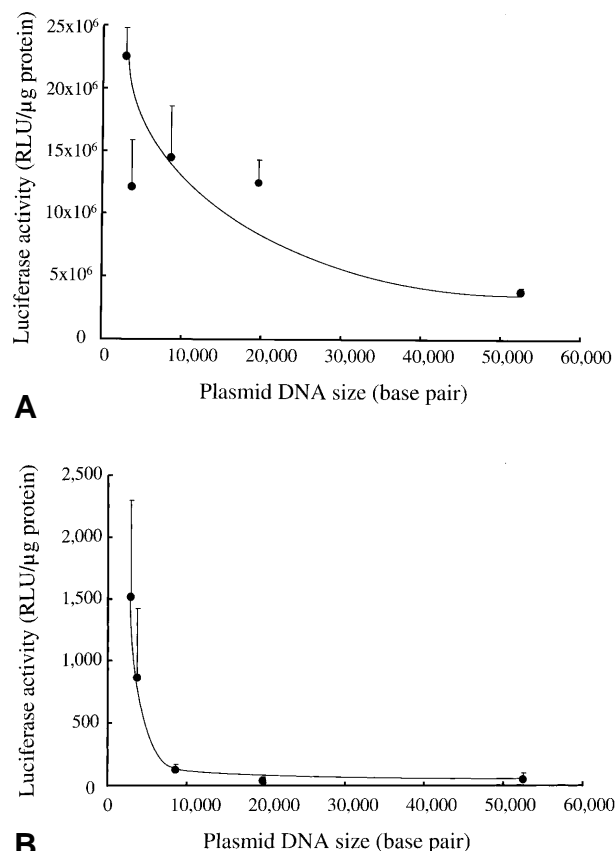 25x10⁶
20x10⁶
15x10⁶
10x10⁶
5x10⁶
0
Luciferase activity (RLU/µg protein)
0 10,000 20,000 30,000 40,000 50,000 60,000
Plasmid DNA size (base pair)
A
2,500
2,000
1,500
1,000
500
0
Luciferase activity (RLU/µg protein)
0 10,000 20,000 30,000 40,000 50,000 60,000
Plasmid DNA size (base pair)
B